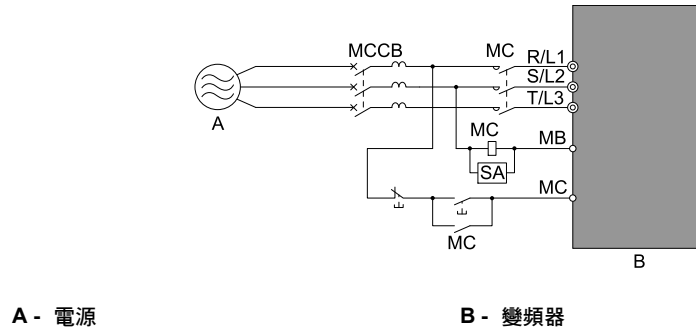 MCCB
MC
R/L1
S/L2
T/L3
A
MC
MB
SA
MC
MC
B
A - 電源
B - 變頻器